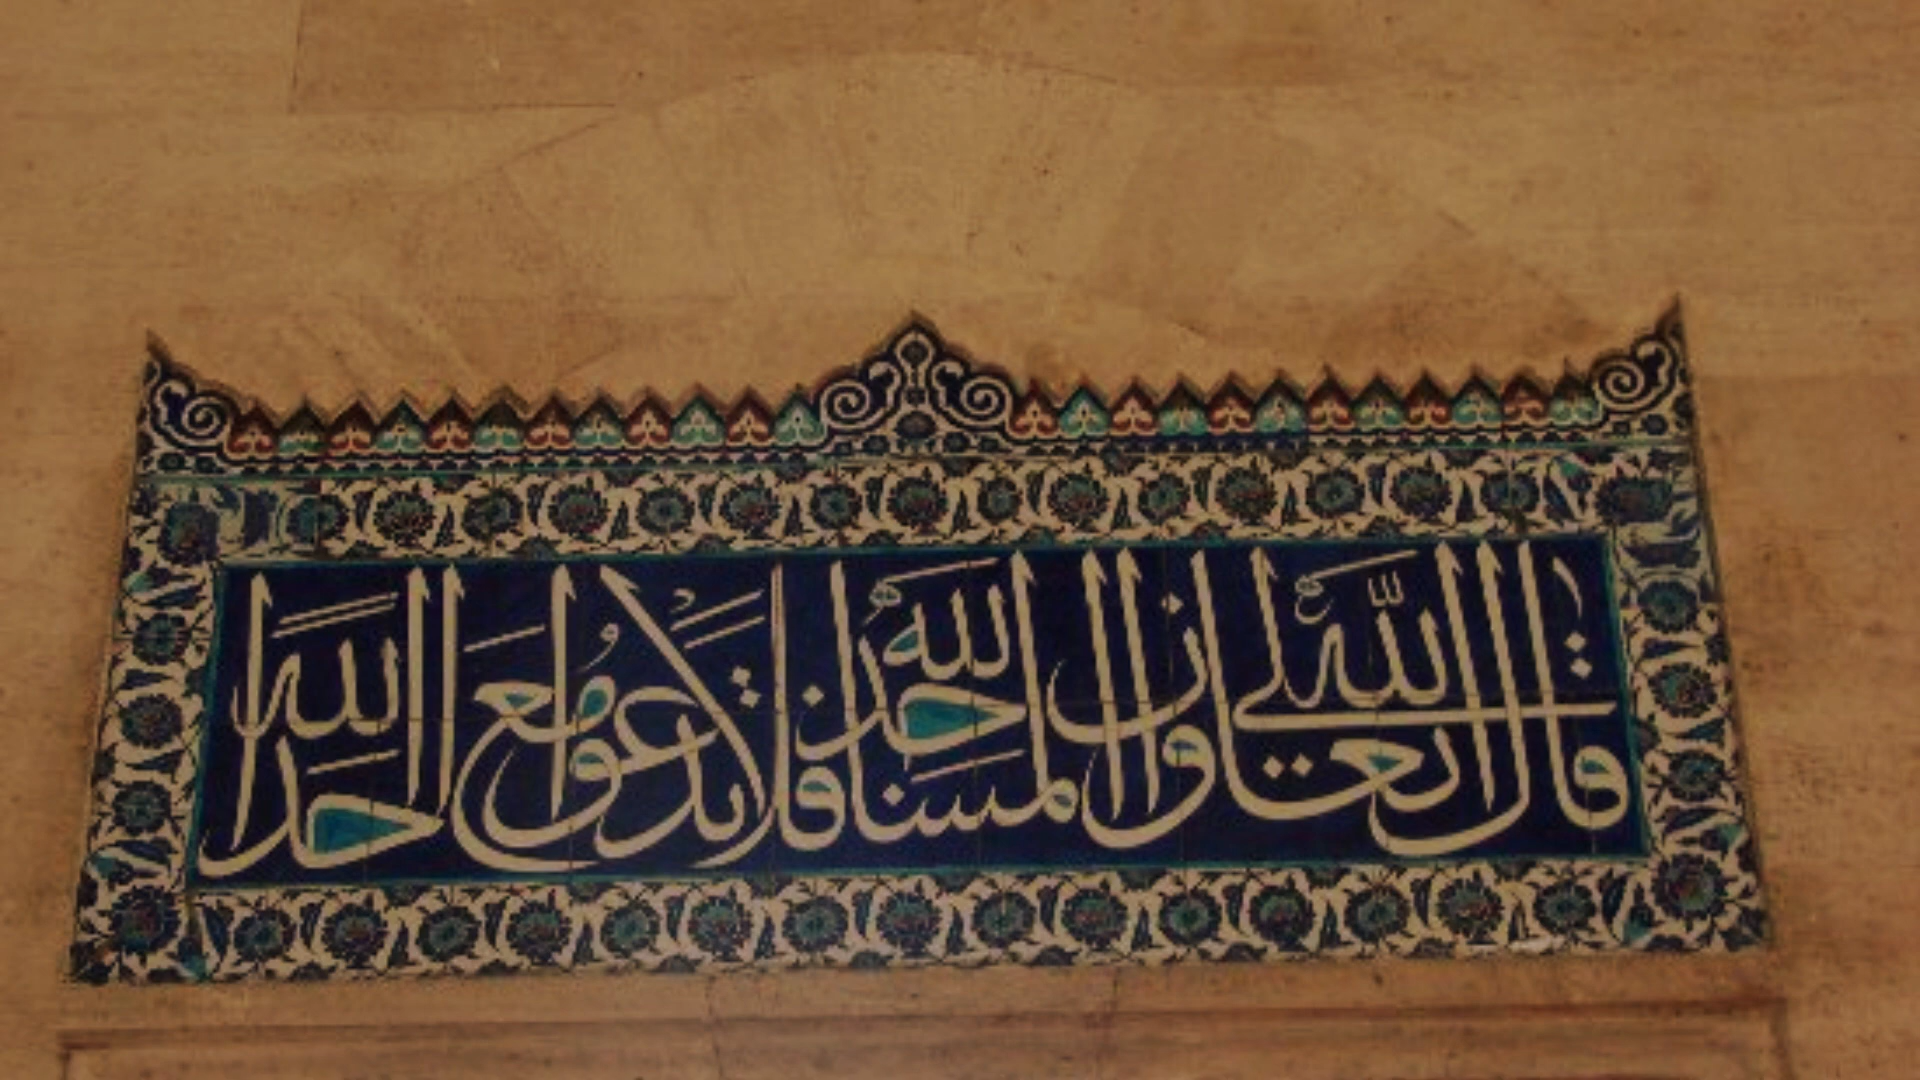 قال الله تعالى وان المساجد لله فلا تدعوا مع الله احدا